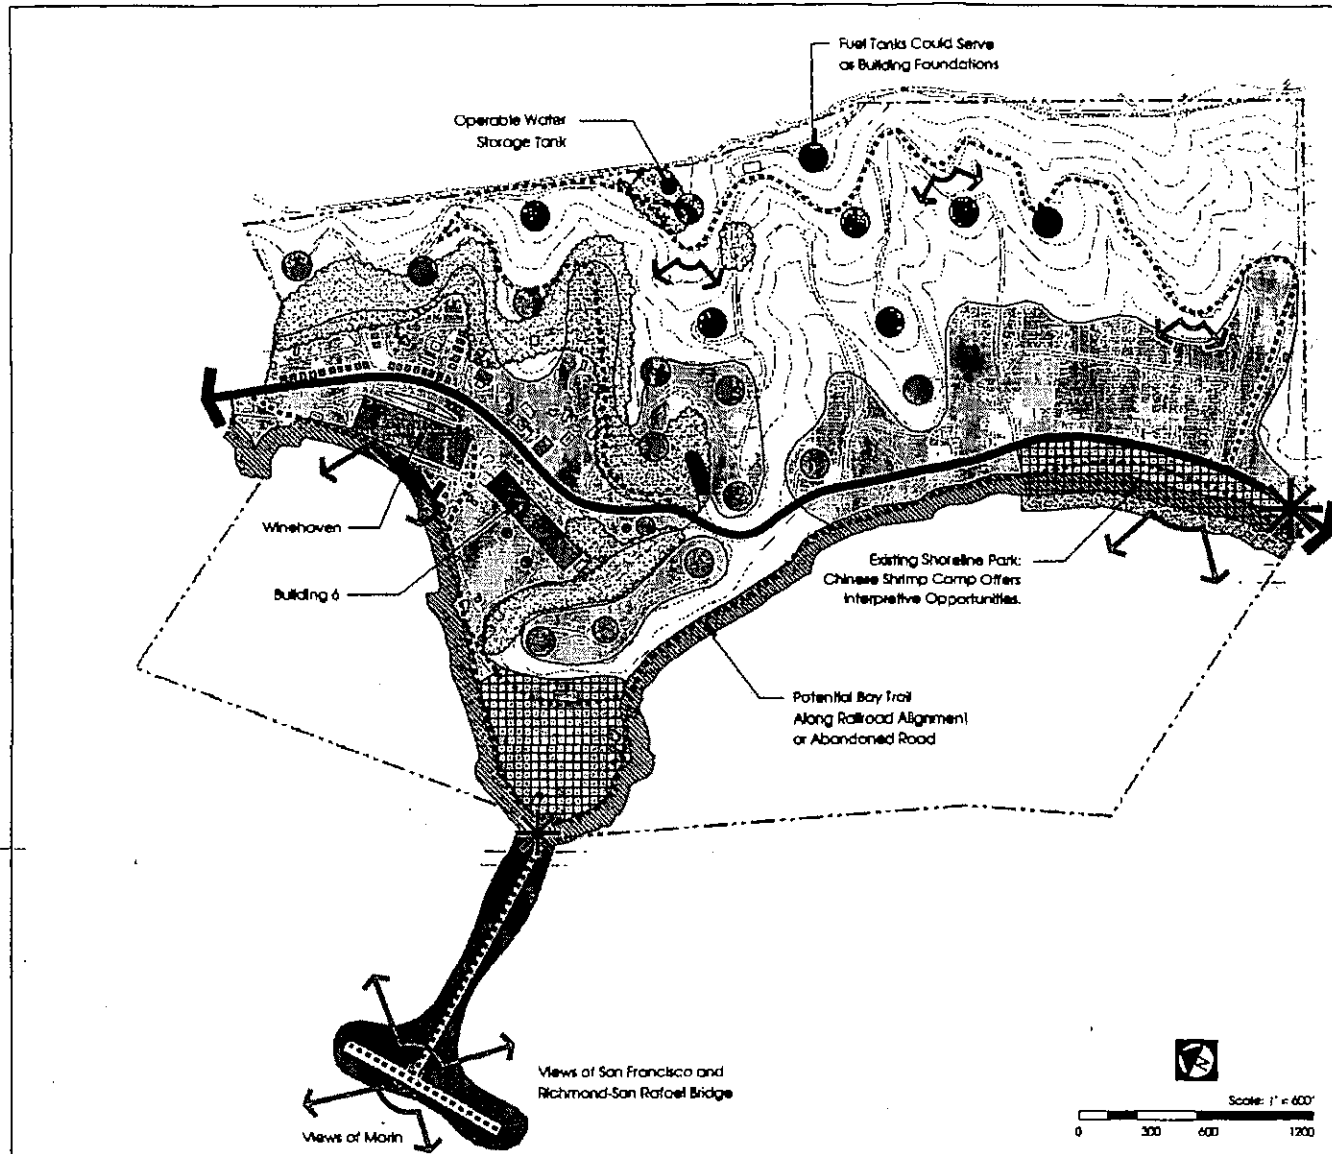 Fuel Tanks Could Serve
as Building Foundations
Operable Water
Storage Tank
Winehaven
Building 6
Existing Shoreline Park:
Chinese Shrimp Camp Offers
Interpretive Opportunities.
Potential Bay Trail
Along Railroad Alignment
or Abandoned Road
Views of San Francisco and
Richmond-San Rafael Bridge
Views of Marin
N
Scale: 1" = 600'
0 300 600 1200